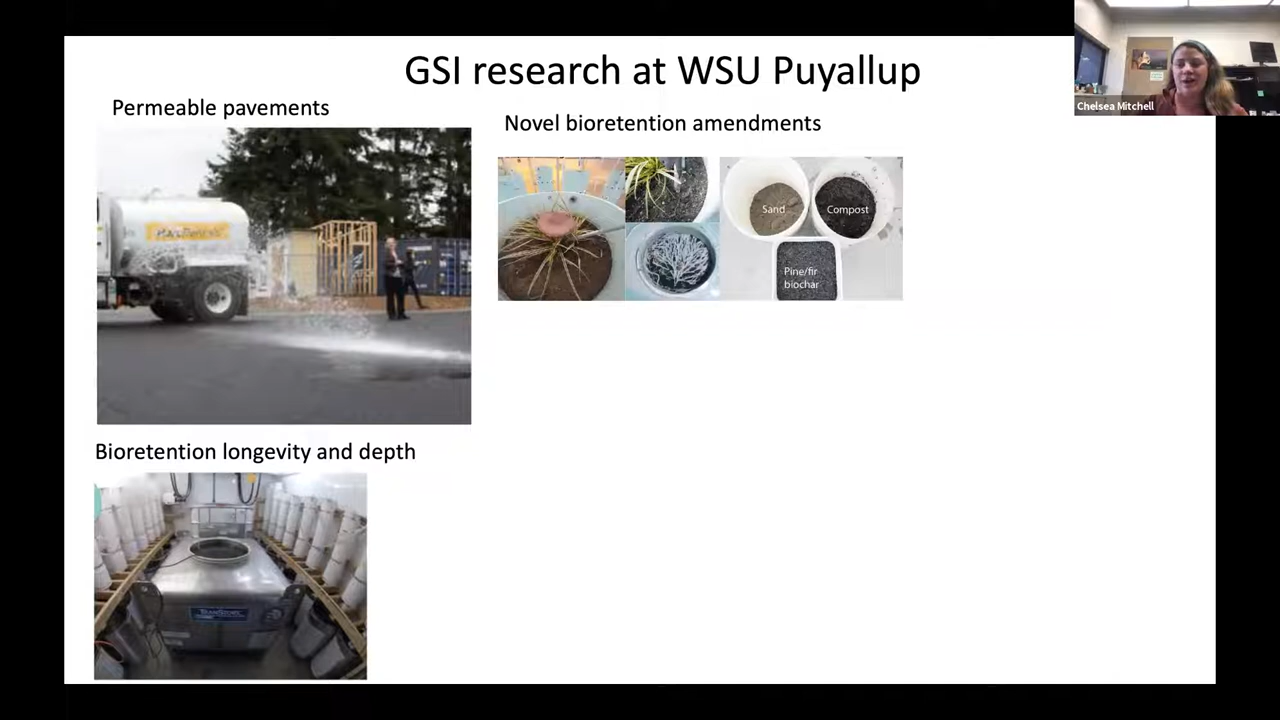 GSI research at WSU Puyallup
Chelsea Mitchell
Permeable pavements
Novel bioretention amendments
Sand
Compost
Pine/fir
biochar
Bioretention longevity and depth